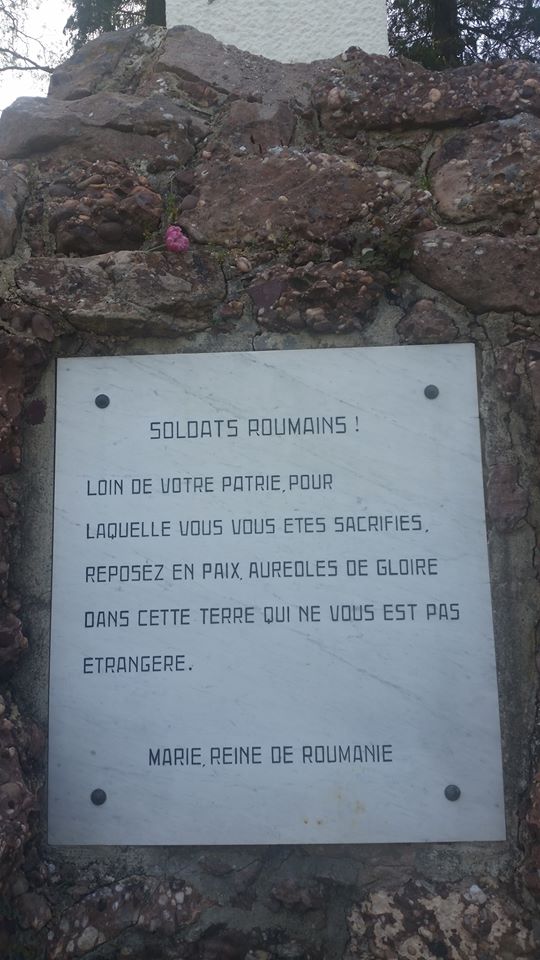 SOLDATS ROUMAINS !
LOIN DE VOTRE PATRIE, POUR
LAQUELLE VOUS VOUS ETES SACRIFIES,
REPOSEZ EN PAIX, AUREOLES DE GLOIRE
DANS CETTE TERRE QUI NE VOUS EST PAS
ETRANGERE.
MARIE, REINE DE ROUMANIE